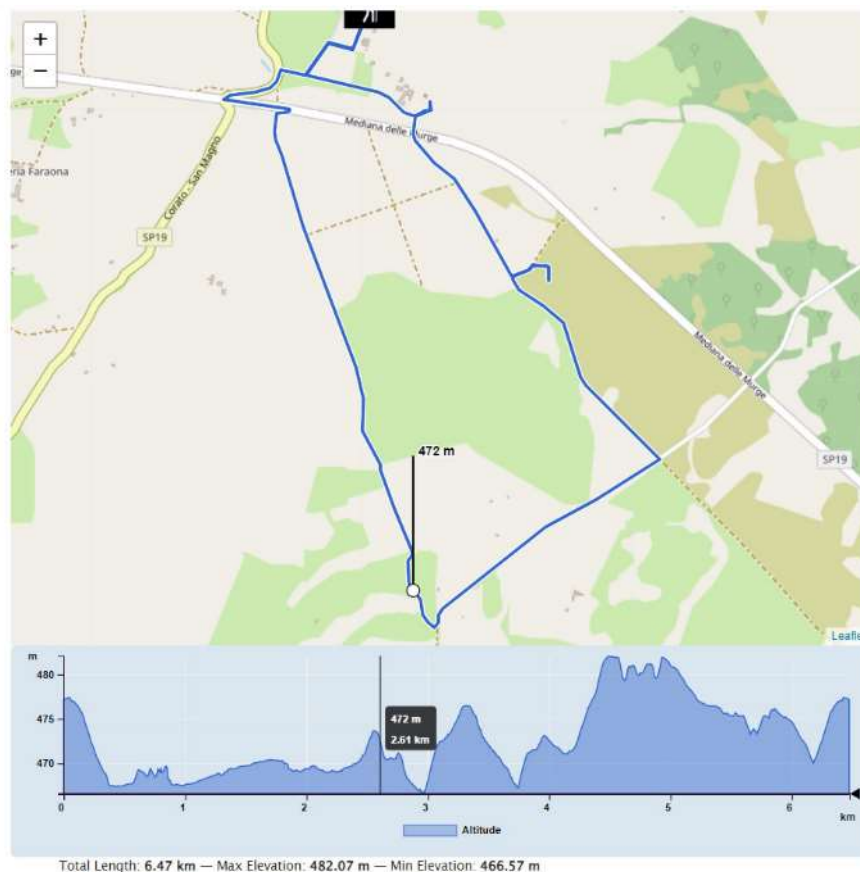 +
−
Mediana delle Murge
eria Faraona
Corato - San Magno
SP19
Mediana delle Murge
SP19
472 m
Leafle
m
480
475
470
472 m
2.61 km
0
1
2
3
4
5
6
km
Altitude
Total Length: 6.47 km — Max Elevation: 482.07 m — Min Elevation: 466.57 m